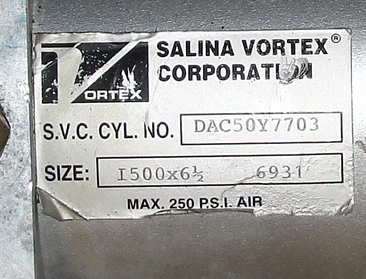 SALINA VORTEX®
VORTEX CORPORATION
S.V.C. CYL. NO. DAC50Y7703
SIZE: I500x6½ 6931
MAX. 250 P.S.I. AIR